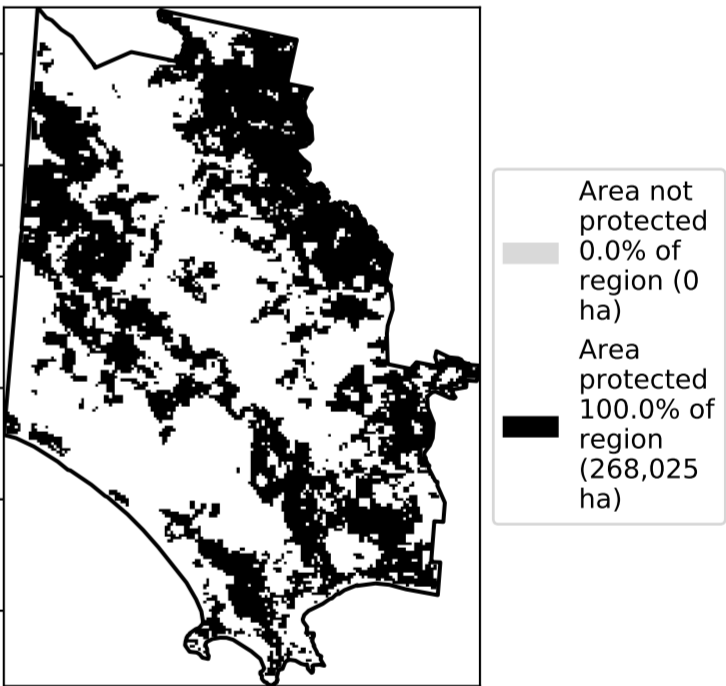 Area not
protected
0.0% of
region (0
ha)
Area
protected
100.0% of
region
(268,025
ha)